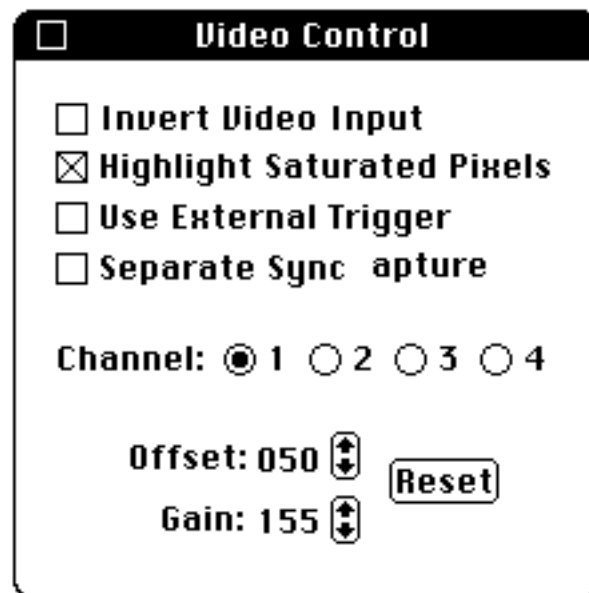 Video Control
Invert Video Input
Highlight Saturated Pixels
Use External Trigger
Separate Sync apture
Channel: 1 2 3 4
Offset: 050
Reset
Gain: 155